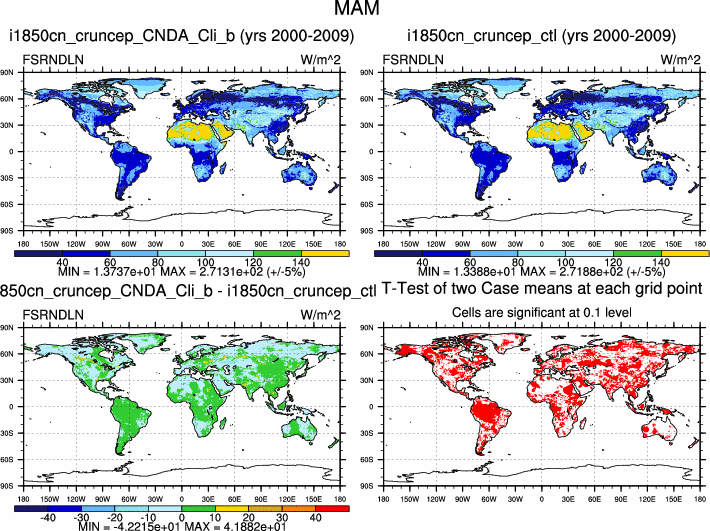 MAM
i1850cn_cruncep_CNDA_Cli_b (yrs 2000-2009)
FSRNDLN W/m^2
90N
60N
30N
0
30S
60S
90S
180 150W 120W 90W 60W 30W 0 30E 60E 90E 120E 150E 180
40 60 80 100 120 140
MIN = 1.3737e+01 MAX = 2.7131e+02 (+/-5%)
i1850cn_cruncep_ctl (yrs 2000-2009)
FSRNDLN W/m^2
90N
60N
30N
0
30S
60S
90S
180 150W 120W 90W 60W 30W 0 30E 60E 90E 120E 150E 180
40 60 80 100 120 140
MIN = 1.3388e+01 MAX = 2.7188e+02 (+/-5%)
850cn_cruncep_CNDA_Cli_b - i1850cn_cruncep_ctl
FSRNDLN W/m^2
90N
60N
30N
0
30S
60S
90S
180 150W 120W 90W 60W 30W 0 30E 60E 90E 120E 150E 180
-40 -30 -20 -10 0 10 20 30 40
MIN = -4.2215e+01 MAX = 4.1882e+01
T-Test of two Case means at each grid point
Cells are significant at 0.1 level
90N
60N
30N
0
30S
60S
90S
180 150W 120W 90W 60W 30W 0 30E 60E 90E 120E 150E 180